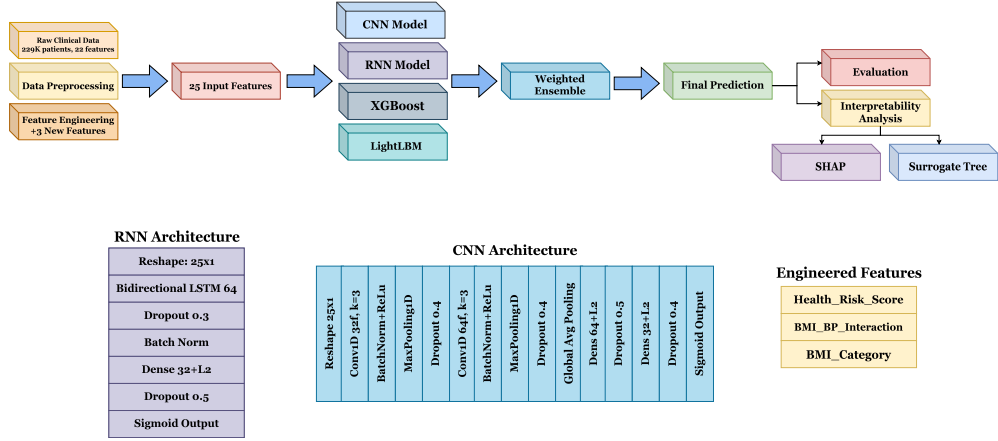 Raw Clinical Data
229K patients, 22 features
Data Preprocessing
Feature Engineering
+3 New Features
25 Input Features
CNN Model
RNN Model
XGBoost
LightLBM
Weighted
Ensemble
Final Prediction
Evaluation
Interpretability
Analysis
SHAP
Surrogate Tree
RNN Architecture
Reshape: 25x1
Bidirectional LSTM 64
Dropout 0.3
Batch Norm
Dense 32+L2
Dropout 0.5
Sigmoid Output
CNN Architecture
Reshape 25x1
Conv1D 32f, k=3
BatchNorm+ReLu
MaxPooling1D
Dropout 0.4
Conv1D 64f, k=3
BatchNorm+ReLu
MaxPooling1D
Dropout 0.4
Global Avg Pooling
Dens 64+L2
Dropout 0.5
Dens 32+L2
Dropout 0.4
Sigmoid Output
Engineered Features
Health_Risk_Score
BMI_BP_Interaction
BMI_Category